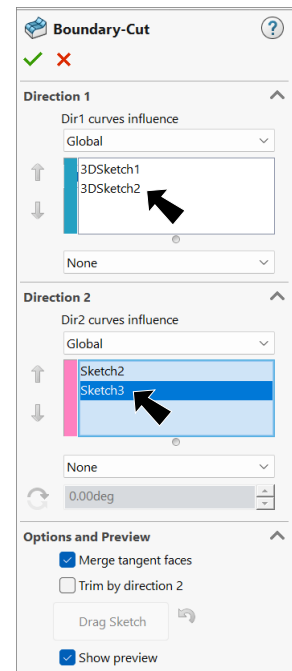 Boundary-Cut
?
Direction 1
Dir1 curves influence
Global
3DSketch1
3DSketch2
None
Direction 2
Dir2 curves influence
Global
Sketch2
Sketch3
None
0.00deg
Options and Preview
Merge tangent faces
Trim by direction 2
Drag Sketch
Show preview